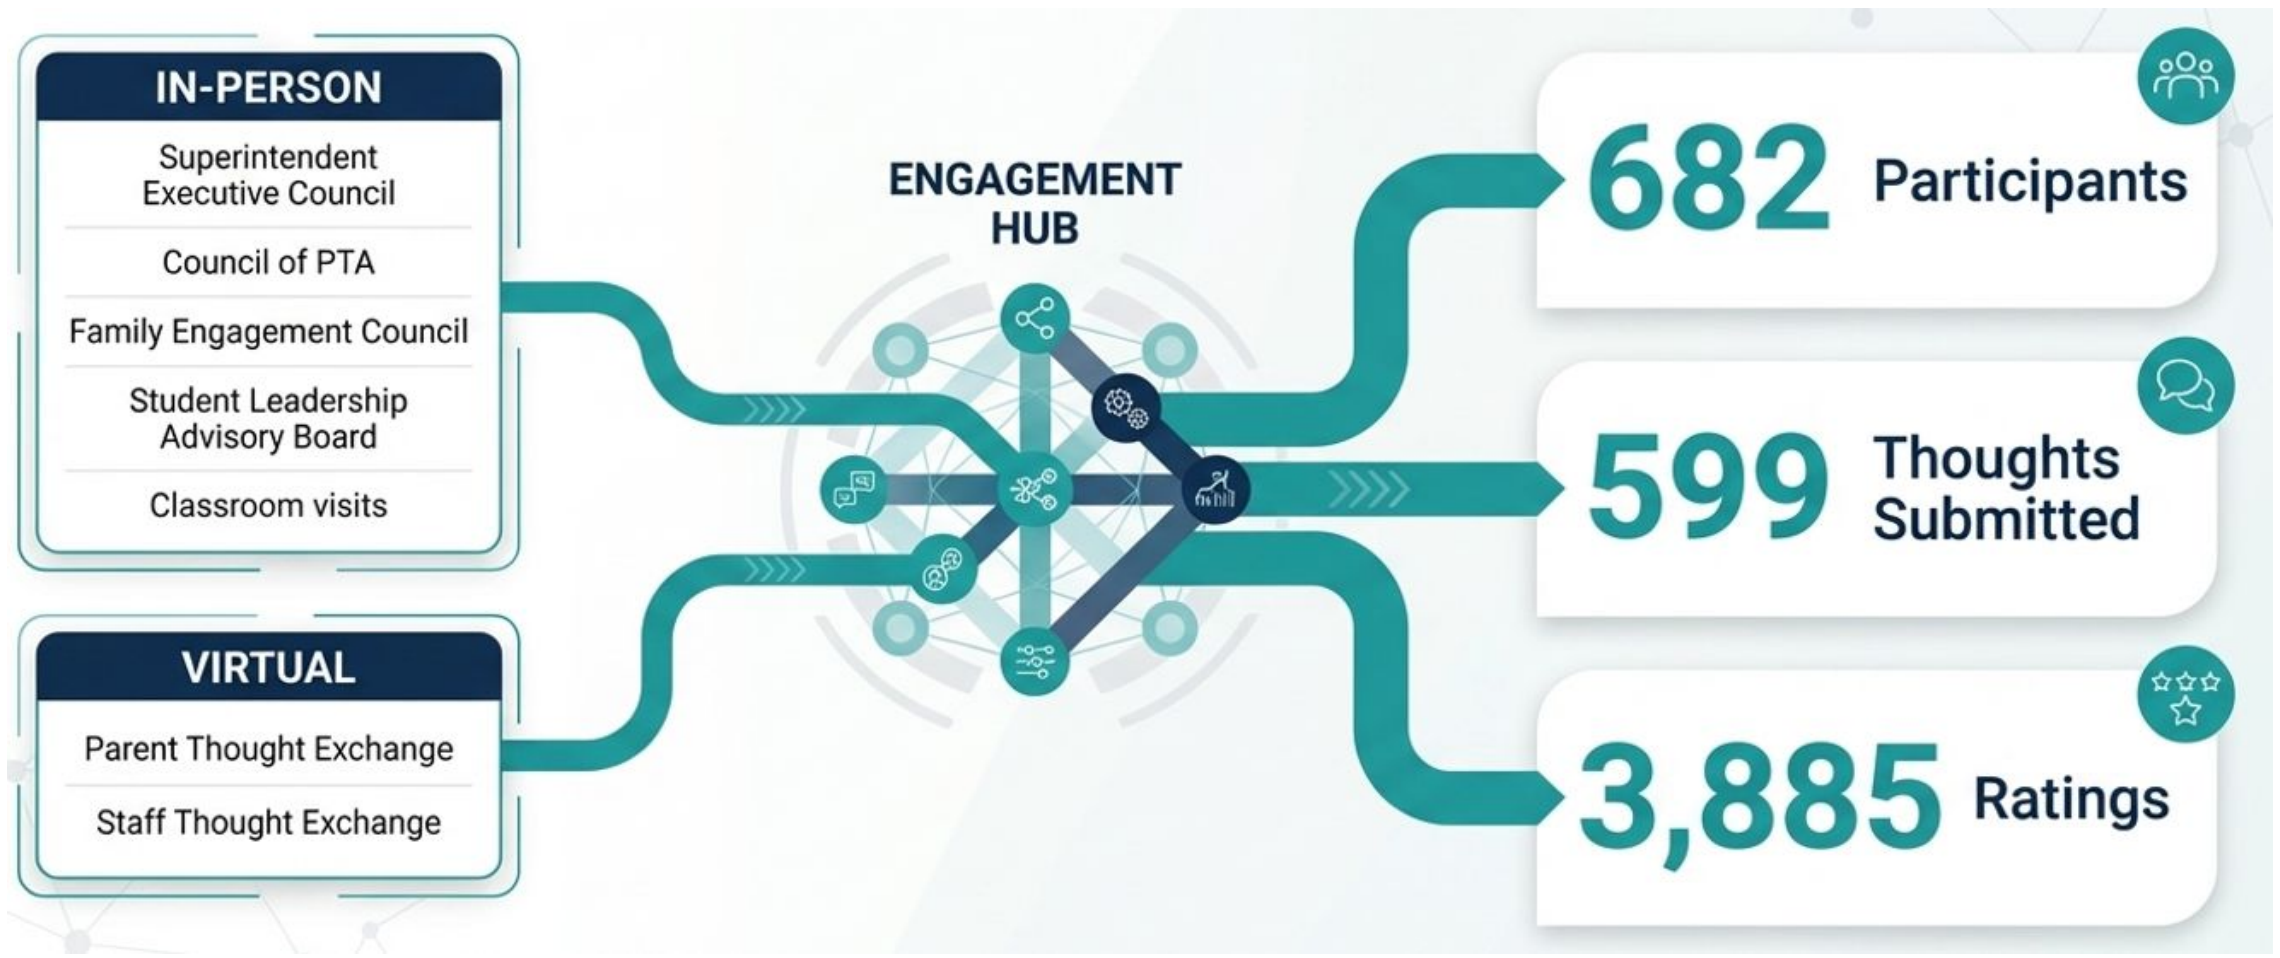 IN-PERSON
Superintendent
Executive Council
Council of PTA
Family Engagement Council
Student Leadership
Advisory Board
Classroom visits
VIRTUAL
Parent Thought Exchange
Staff Thought Exchange
ENGAGEMENT
HUB
682 Participants
599 Thoughts
Submitted
3,885 Ratings